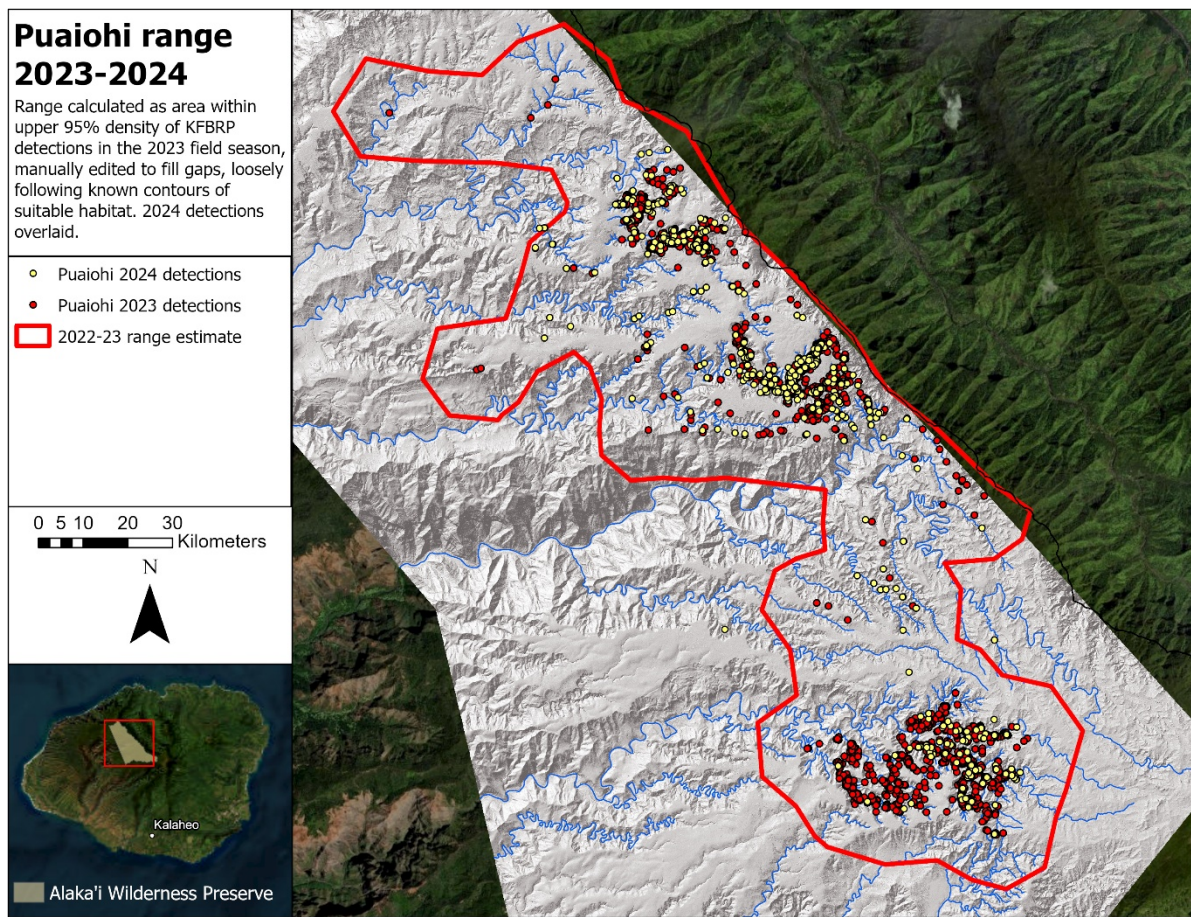 Puaiohi range
2023-2024
Range calculated as area within
upper 95% density of KFBRP
detections in the 2023 field season,
manually edited to fill gaps, loosely
following known contours of
suitable habitat. 2024 detections
overlaid.
Puaiohi 2024 detections
Puaiohi 2023 detections
2022-23 range estimate
0 5 10 20 30
Kilometers
N
Kalaheo
Alaka'i Wilderness Preserve